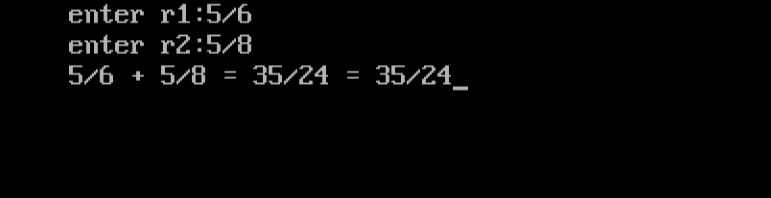 enter r1:5/6
enter r2:5/8
5/6 + 5/8 = 35/24 = 35/24_